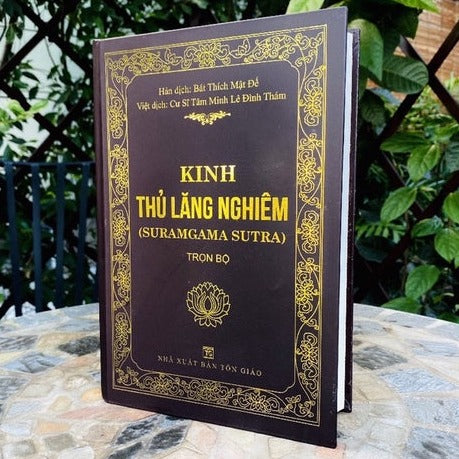 Hán dịch: Bát Thích Mật Đế
Việt dịch: Cư Sĩ Tâm Minh Lê Đình Thám
KINH
THỦ LĂNG NGHIÊM
(SURAMGAMA SUTRA)
TRỌN BỘ
NHÀ XUẤT BẢN TÔN GIÁO